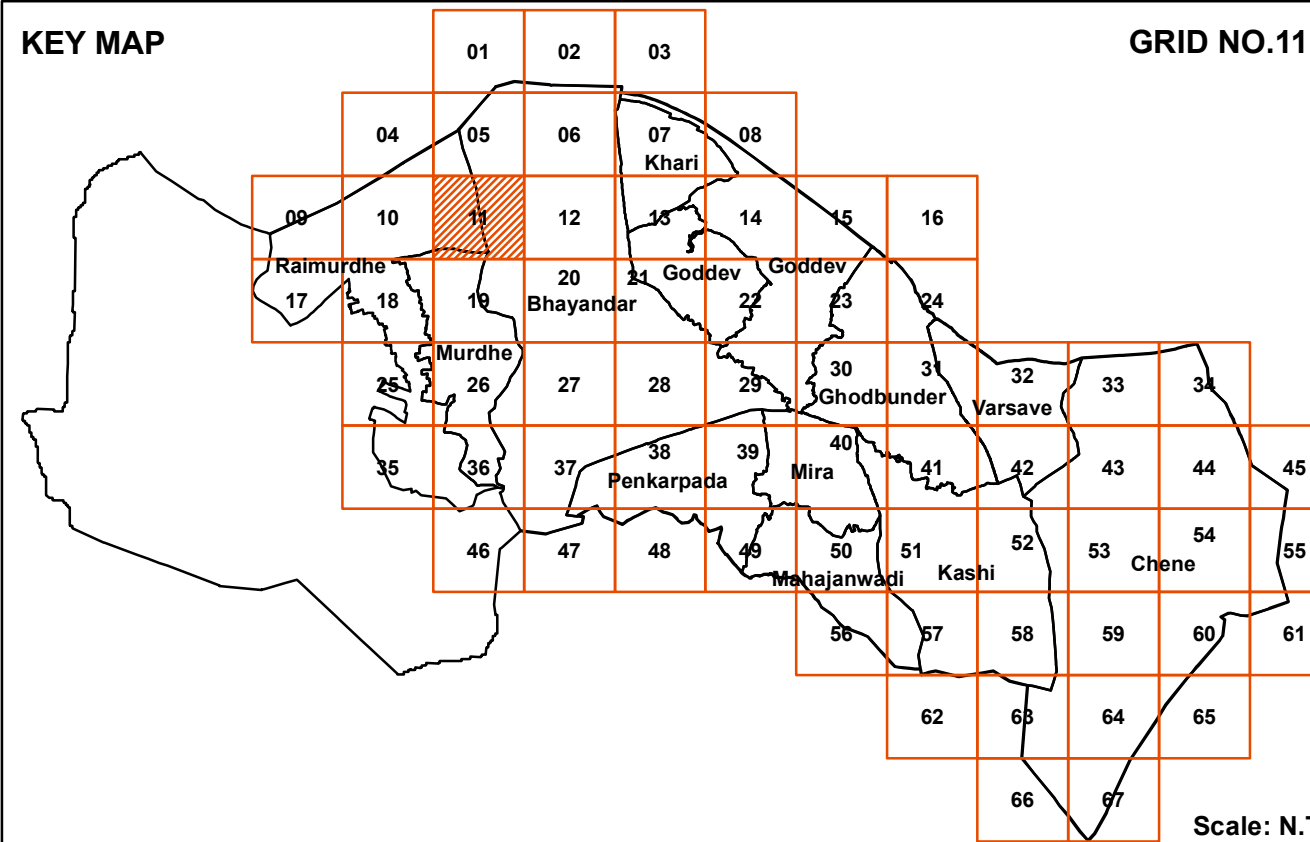 KEY MAP
GRID NO.11
01 02 03
04 05 06 07 08
Khari
09 10 11 12 13 14 15 16
Raimurdhe Goddev Goddev
17 18 19 20 21 22 23 24
Bhayandar
Murdhe
25 26 27 28 29 30 31 32 33 34
Ghodbunder Varsave
35 36 37 38 39 40 41 42 43 44 45
Penkarpada Mira
46 47 48 49 50 51 52 53 54 55
Mahajanwadi Kashi Chene
56 57 58 59 60 61
62 63 64 65
66 67
Scale: N.T